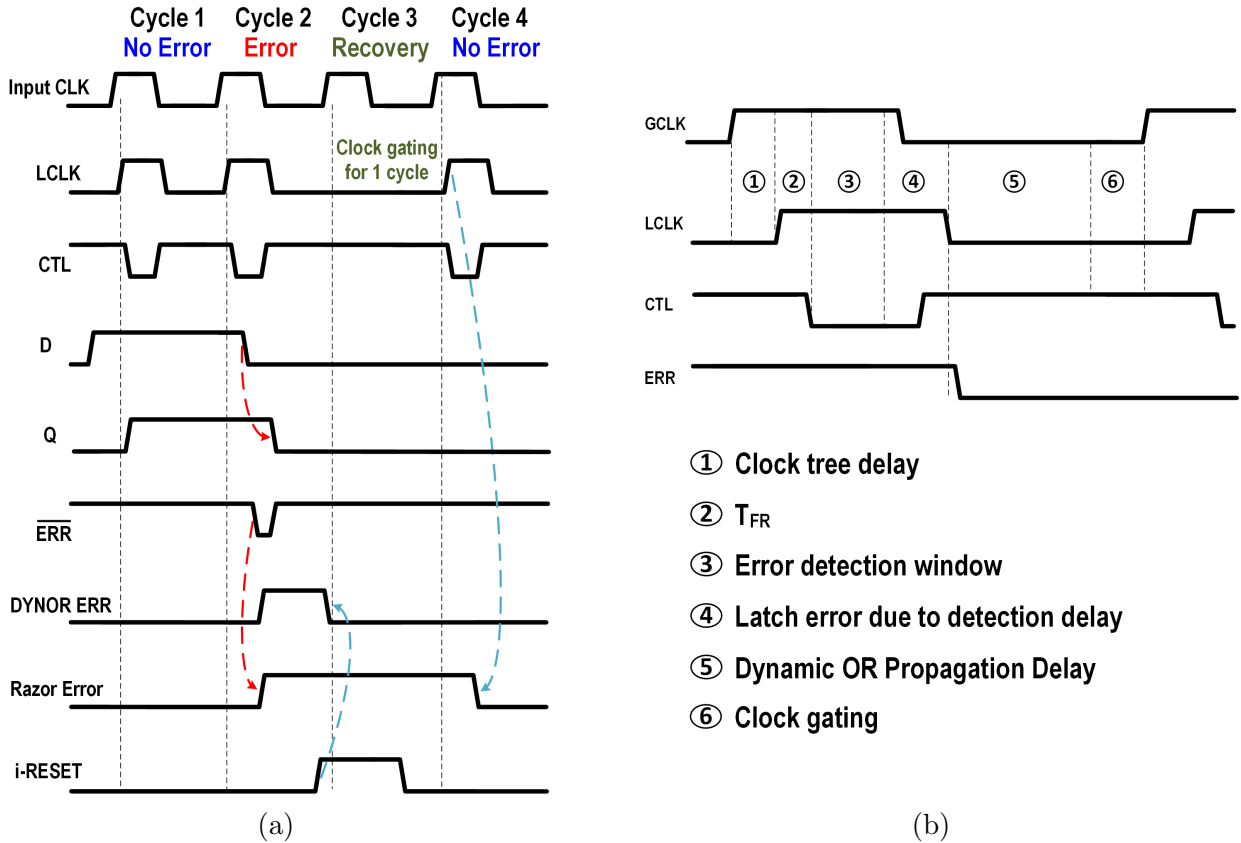 Cycle 1 Cycle 2 Cycle 3 Cycle 4
No Error Error Recovery No Error
Input CLK
Clock gating
for 1 cycle
LCLK
CTL
D
Q
ERR
DYNOR ERR
Razor Error
i-RESET
(a)
GCLK
① ② ③ ④ ⑤ ⑥
LCLK
CTL
ERR
① Clock tree delay
② TFR
③ Error detection window
④ Latch error due to detection delay
⑤ Dynamic OR Propagation Delay
⑥ Clock gating
(b)